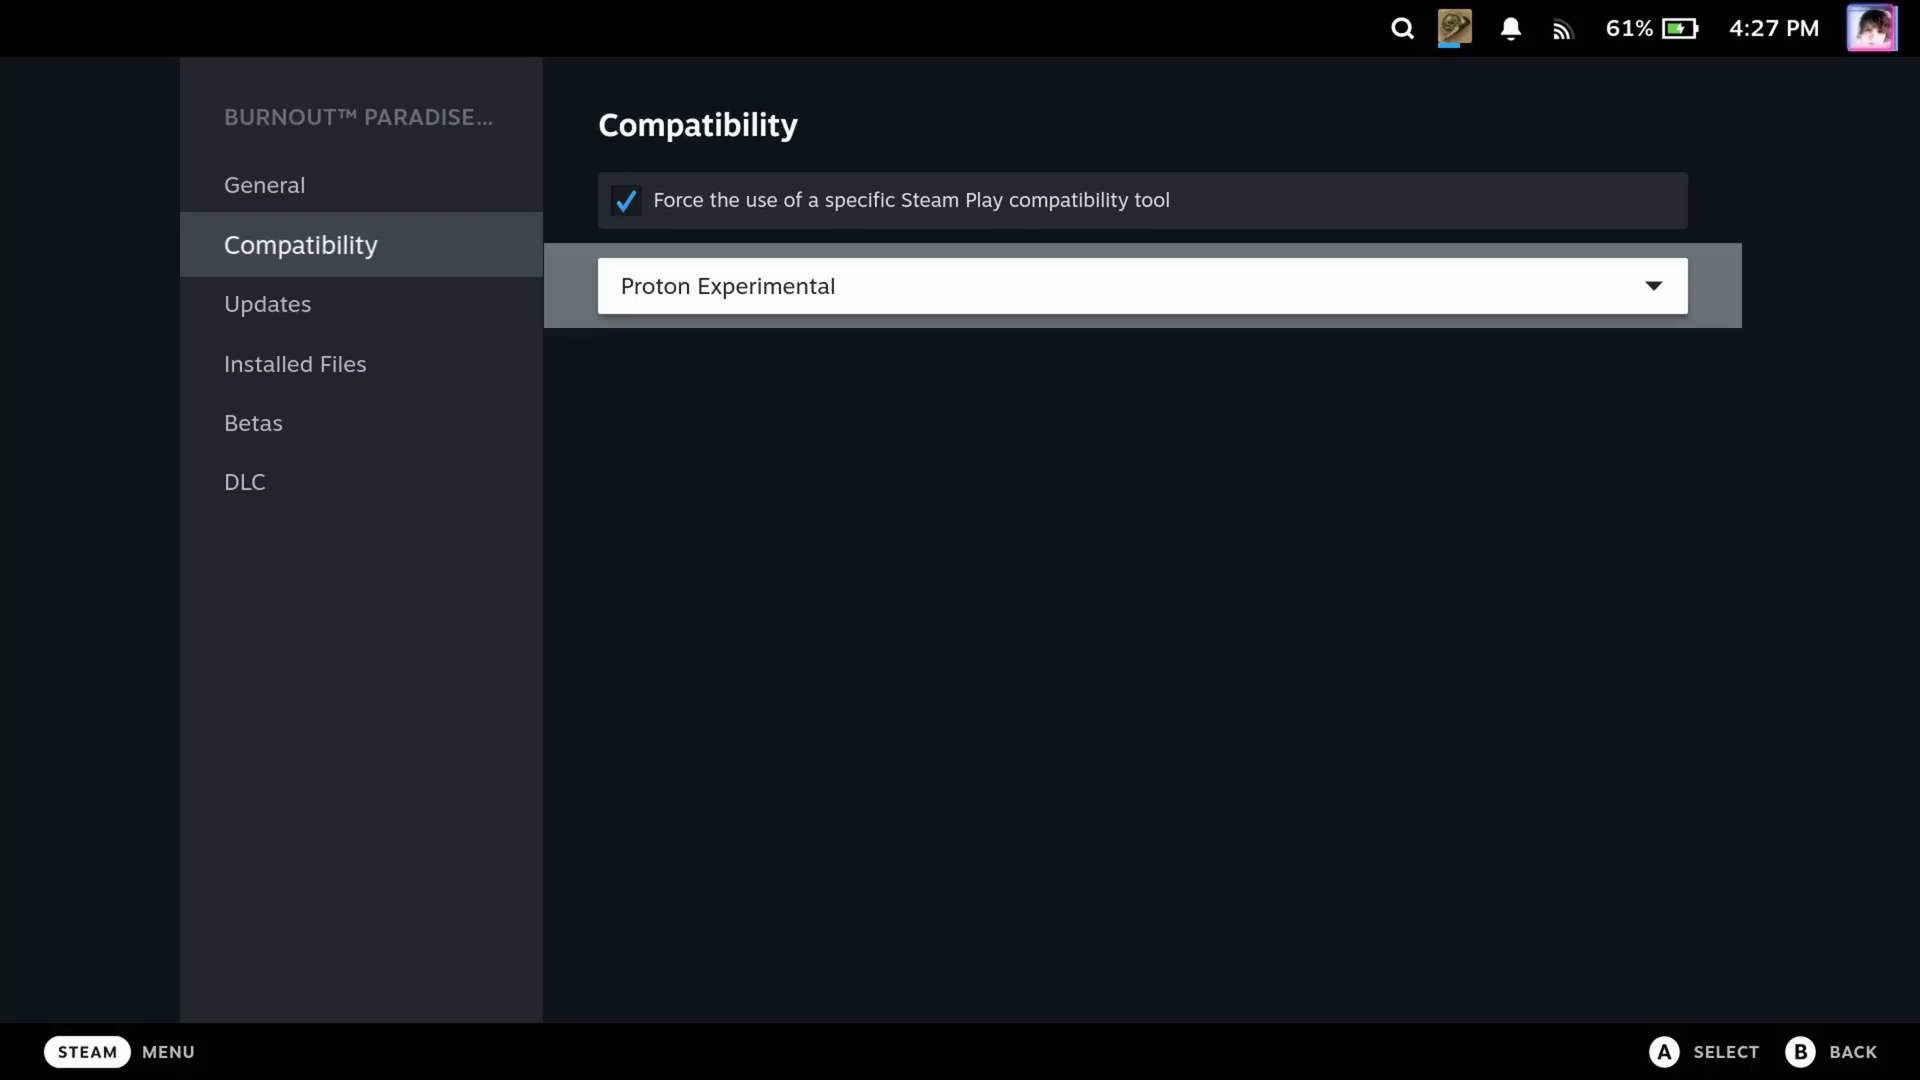 61%
4:27 PM
BURNOUT™ PARADISE...
General
Compatibility
Updates
Installed Files
Betas
DLC
Compatibility
Force the use of a specific Steam Play compatibility tool
Proton Experimental
STEAM MENU
A SELECT B BACK